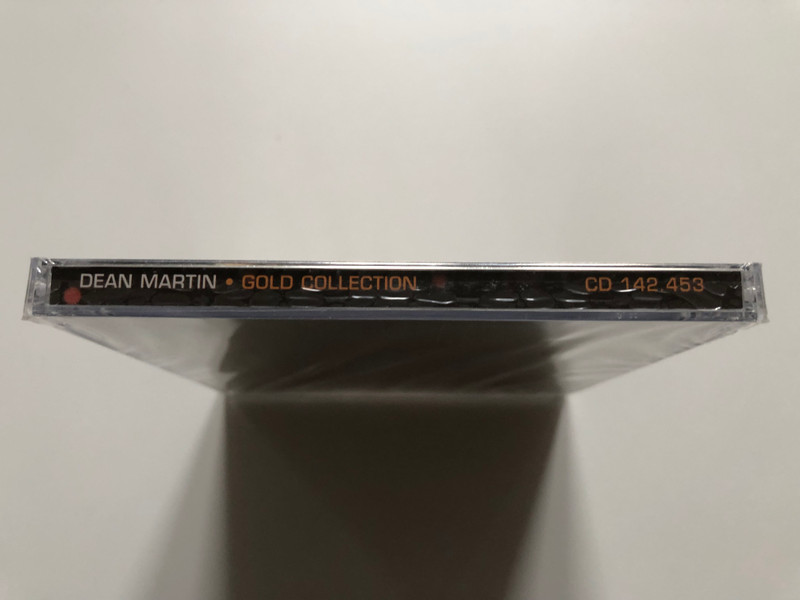 DEAN MARTIN • GOLD COLLECTION CD 142.453